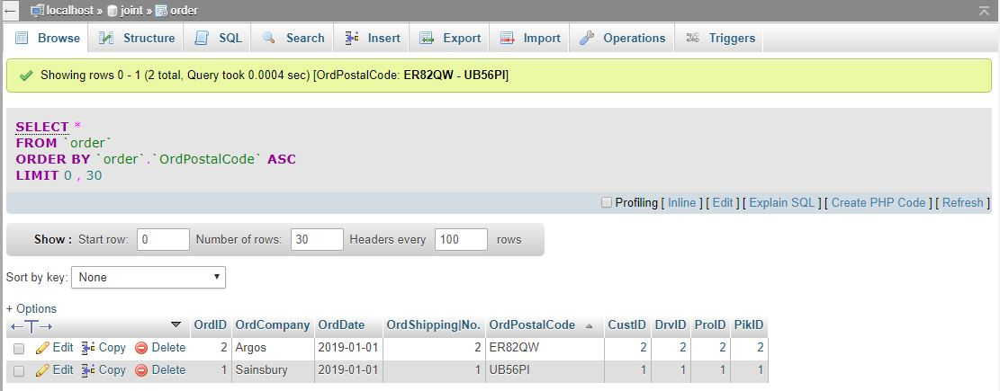 localhost » joint » order
Browse Structure SQL Search Insert Export Import Operations Triggers
Showing rows 0 - 1 (2 total, Query took 0.0004 sec) [OrdPostalCode: ER82QW - UB56PI]
SELECT *
FROM `order`
ORDER BY `order`.`OrdPostalCode` ASC
LIMIT 0 , 30
Profiling [ Inline ] [ Edit ] [ Explain SQL ] [ Create PHP Code ] [ Refresh ]
Show : Start row: 0 Number of rows: 30 Headers every 100 rows
Sort by key: None
+ Options
←T→ OrdID OrdCompany OrdDate OrdShipping|No. OrdPostalCode CustID DrvID ProID PikID
Edit Copy Delete 2 Argos 2019-01-01 2 ER82QW 2 2 2 2
Edit Copy Delete 1 Sainsbury 2019-01-01 1 UB56PI 1 1 1 1